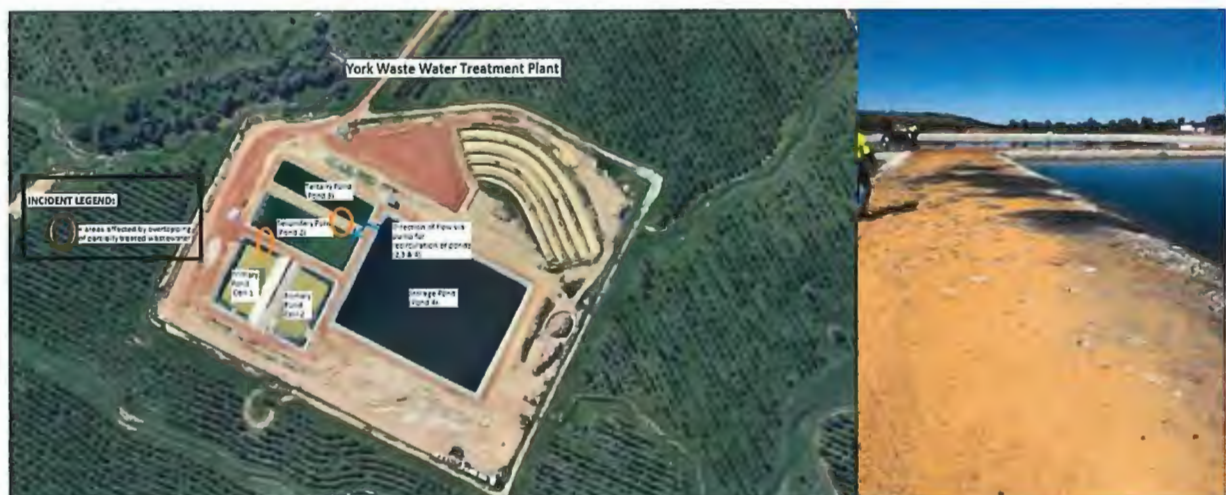 York Waste Water Treatment Plant
INCIDENT LEGEND:
= areas affected by overtopping
of partially treated wastewater
Tertiary Pond
(Pond 3)
Secondary Pond
(Pond 2)
Direction of flow via
pump for
recirculation of ponds
(2,3 & 4)
Primary
Pond
Cell 1
Primary
Pond
Cell 2
Storage Pond
(Pond 4)